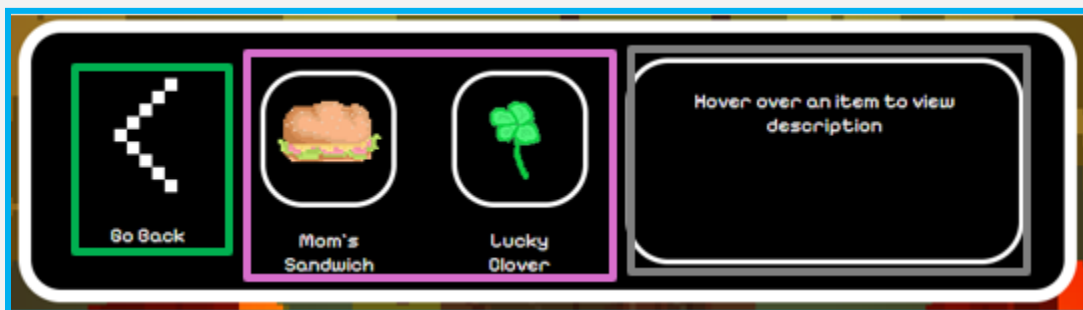 Go Back
Mom's
Sandwich
Lucky
Clover
Hover over an item to view
description